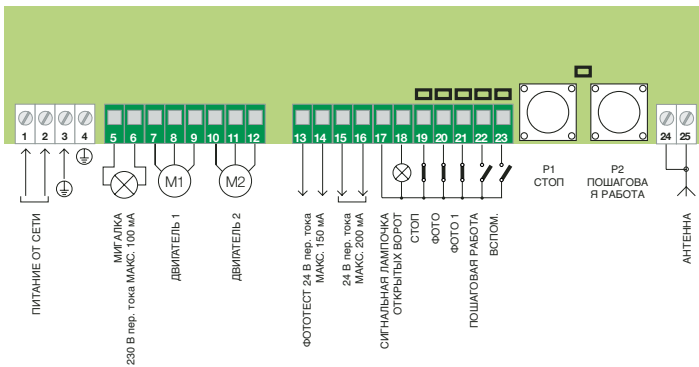 1 2 3 4
5 6 7 8 9 10 11 12
13 14 15 16 17 18 19 20 21 22 23
24 25
M1
M2
P1
СТОП
P2
ПОШАГОВА
Я РАБОТА
ПИТАНИЕ ОТ СЕТИ
МИГАЛКА
230 В пер. тока МАКС. 100 мА
ДВИГАТЕЛЬ 1
ДВИГАТЕЛЬ 2
ФОТОТЕСТ 24 В пер. тока
МАКС. 150 мА
24 В пер. тока
МАКС. 200 мА
СИГНАЛЬНАЯ ЛАМПОЧКА
ОТКРЫТЫХ ВОРОТ
СТОП
ФОТО
ФОТО 1
ПОШАГОВАЯ РАБОТА
ВСПОМ.
АНТЕННА